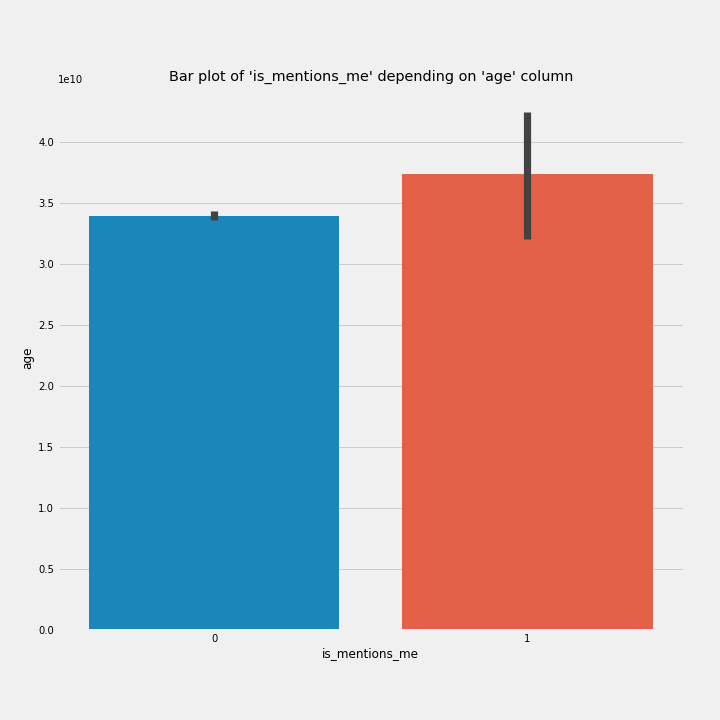 Bar plot of 'is_mentions_me' depending on 'age' column
1e10
4.0
3.5
3.0
2.5
2.0
1.5
1.0
0.5
0.0
age
0
1
is_mentions_me